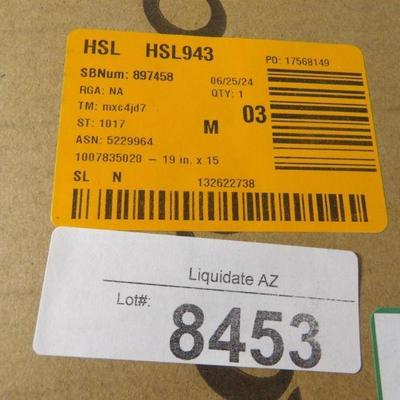 HSL HSL943 PO: 17568149
SBNum: 897458 06/25/24
RGA: NA QTY: 1
TM: mxc4jd7 03
ST: 1017 M
ASN: 5229964
1007835020 – 19 in. x 15
SL N 132622738
Liquidate AZ
Lot#: 8453